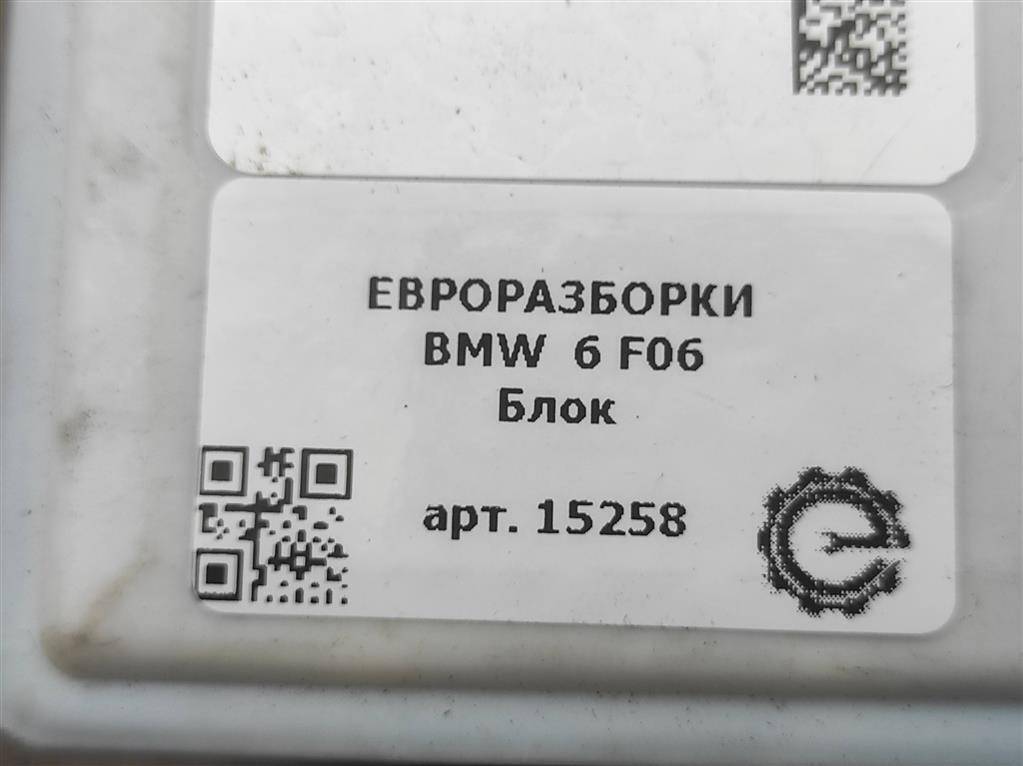 ЕВРОРАЗБОРКИ
BMW 6 F06
Блок
арт. 15258